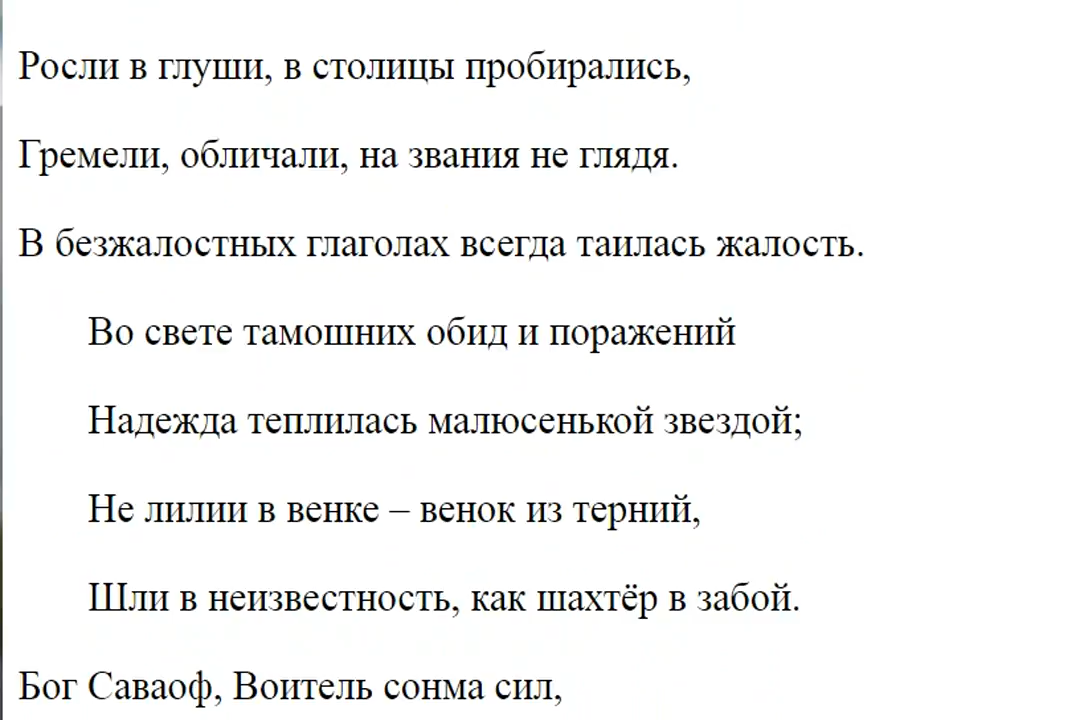 Росли в глуши, в столицы пробирались,
Гремели, обличали, на звания не глядя.
В безжалостных глаголах всегда таилась жалость.
Во свете тамошних обид и поражений
Надежда теплилась малюсенькой звездой;
Не лилии в венке – венок из терний,
Шли в неизвестность, как шахтёр в забой.
Бог Саваоф, Воитель сонма сил,